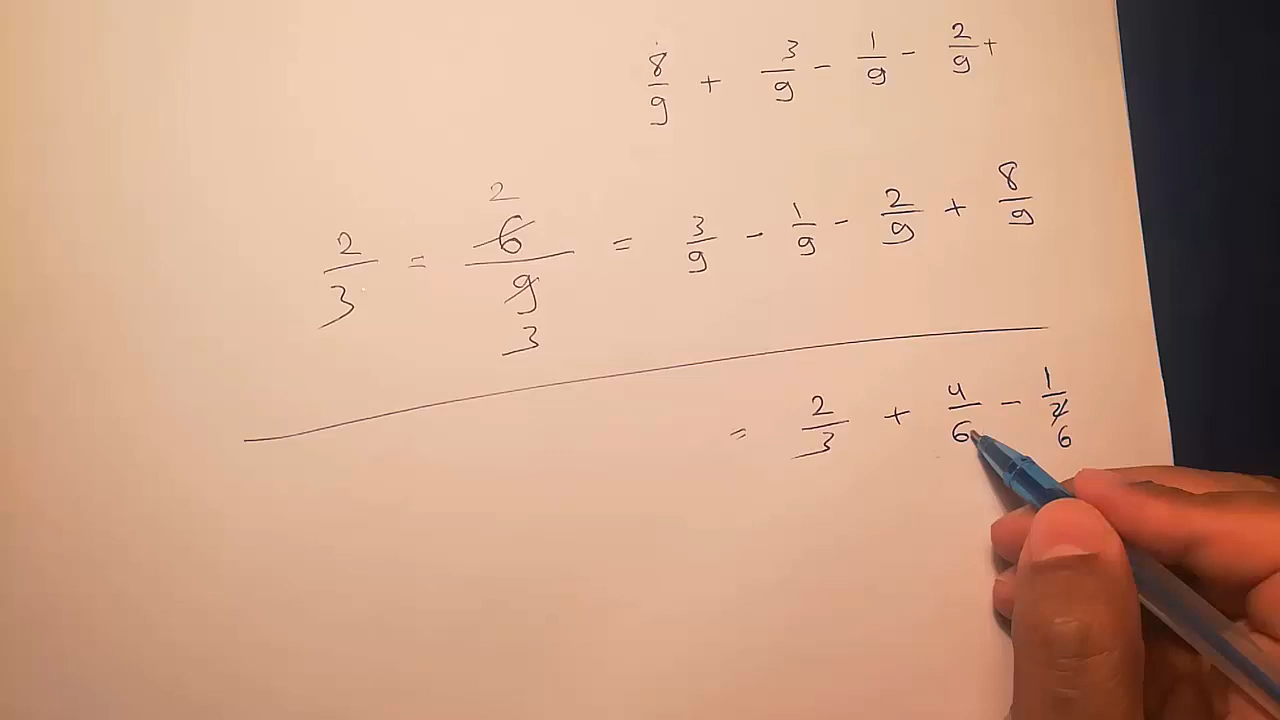 8/9 + 3/9 - 1/9 - 2/9 +
2/3 = 6/9 = 3/9 - 1/9 - 2/9 + 8/9
2
3
= 2/3 + 4/6 - 1/6